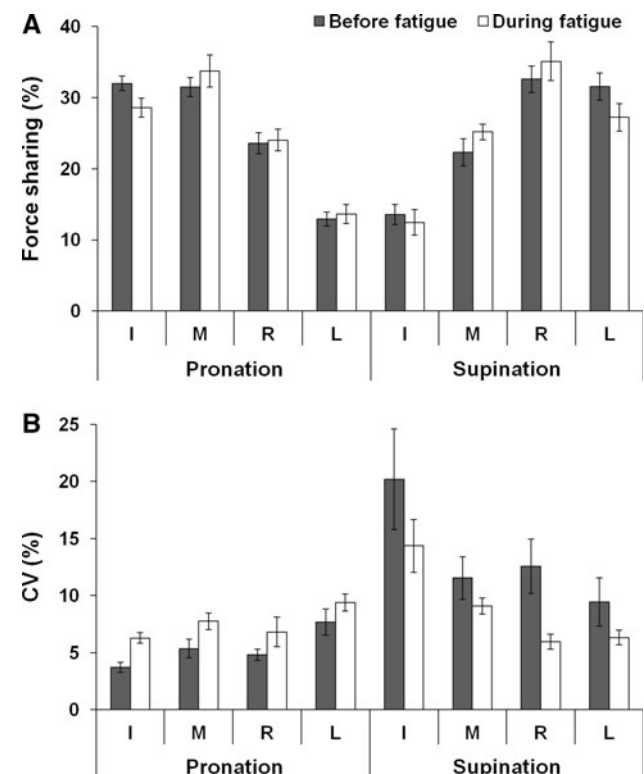 A
Before fatigue During fatigue
Force sharing (%)
40
30
20
10
0
I M R L I M R L
Pronation Supination
B
CV (%)
25
20
15
10
5
0
I M R L I M R L
Pronation Supination